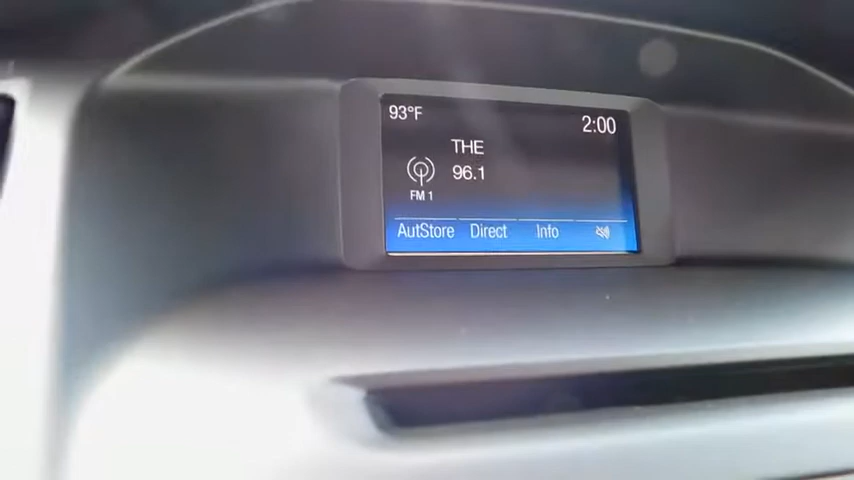 93°F
2:00
THE
96.1
FM 1
AutStore Direct Info